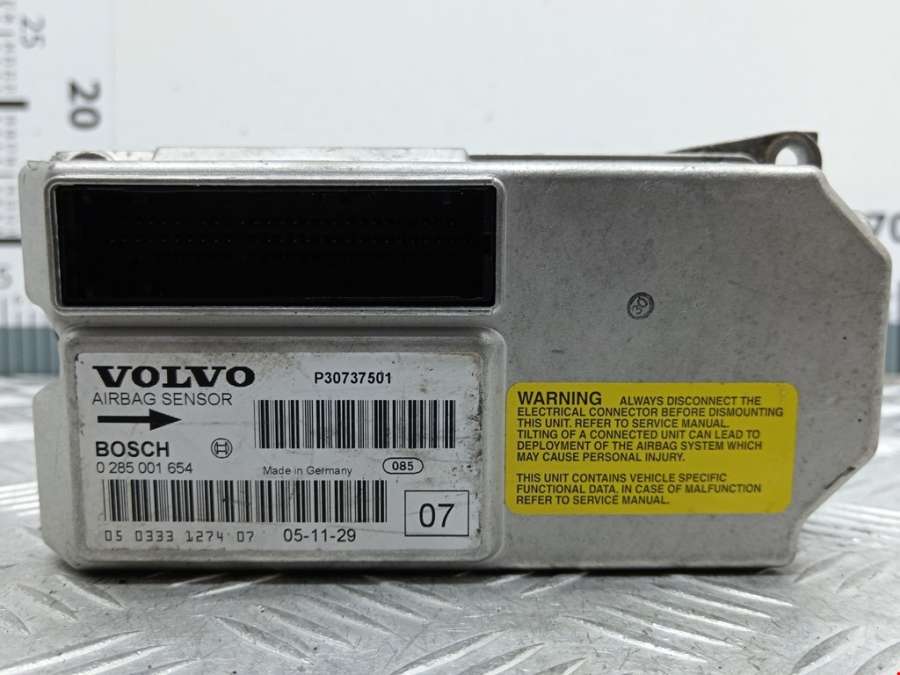 25
20
VOLVO
P30737501
AIRBAG SENSOR
BOSCH
0 285 001 654
Made in Germany
085
05 0333 1274 07
05-11-29
07
WARNING ALWAYS DISCONNECT THE
ELECTRICAL CONNECTOR BEFORE DISMOUNTING
THIS UNIT. REFER TO SERVICE MANUAL.
TILTING OF A CONNECTED UNIT CAN LEAD TO
DEPLOYMENT OF THE AIRBAG SYSTEM WHICH
MAY CAUSE PERSONAL INJURY.
THIS UNIT CONTAINS VEHICLE SPECIFIC
FUNCTIONAL DATA. IN CASE OF MALFUNCTION
REFER TO SERVICE MANUAL.